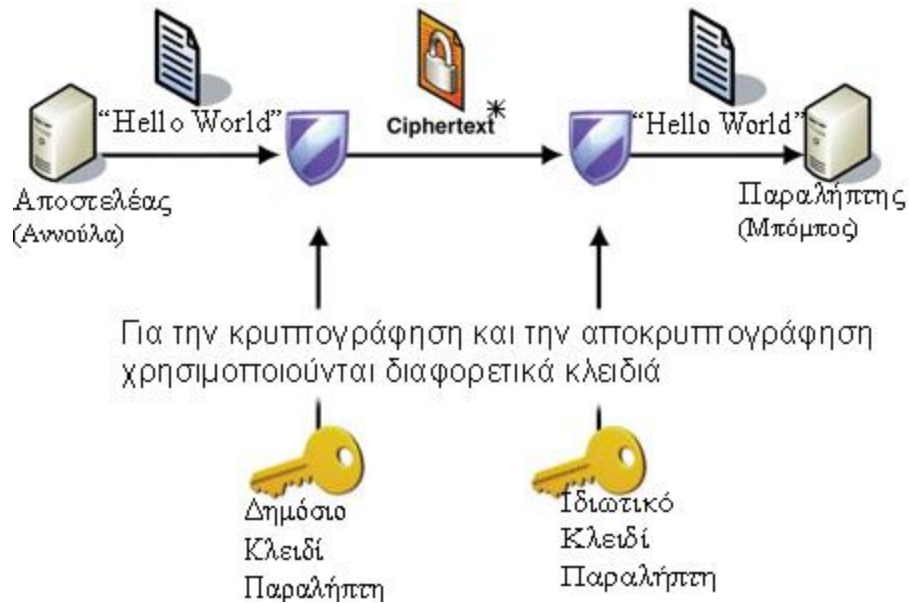 "Hello World"
Ciphertext*
"Hello World"
Αποστελέας
(Αννούλα)
Παραλήπτης
(Μπόμπος)
Για την κρυπτογράφηση και την αποκρυπτογράφηση
χρησιμοποιούνται διαφορετικά κλειδιά
Δημόσιο
Κλειδί
Παραλήπτη
Ιδιωτικό
Κλειδί
Παραλήπτη